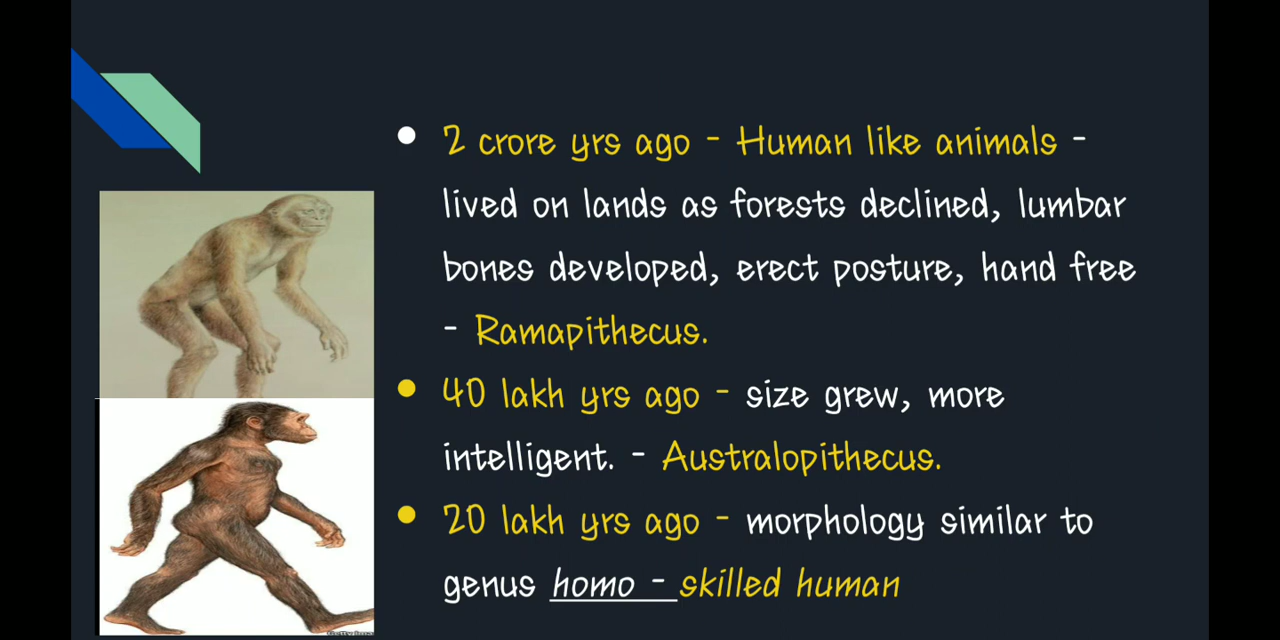 2 crore yrs ago - Human like animals -
lived on lands as forests declined, lumbar
bones developed, erect posture, hand free
- Ramapithecus.
40 lakh yrs ago - size grew, more
intelligent. - Australopithecus.
20 lakh yrs ago - morphology similar to
genus homo - skilled human